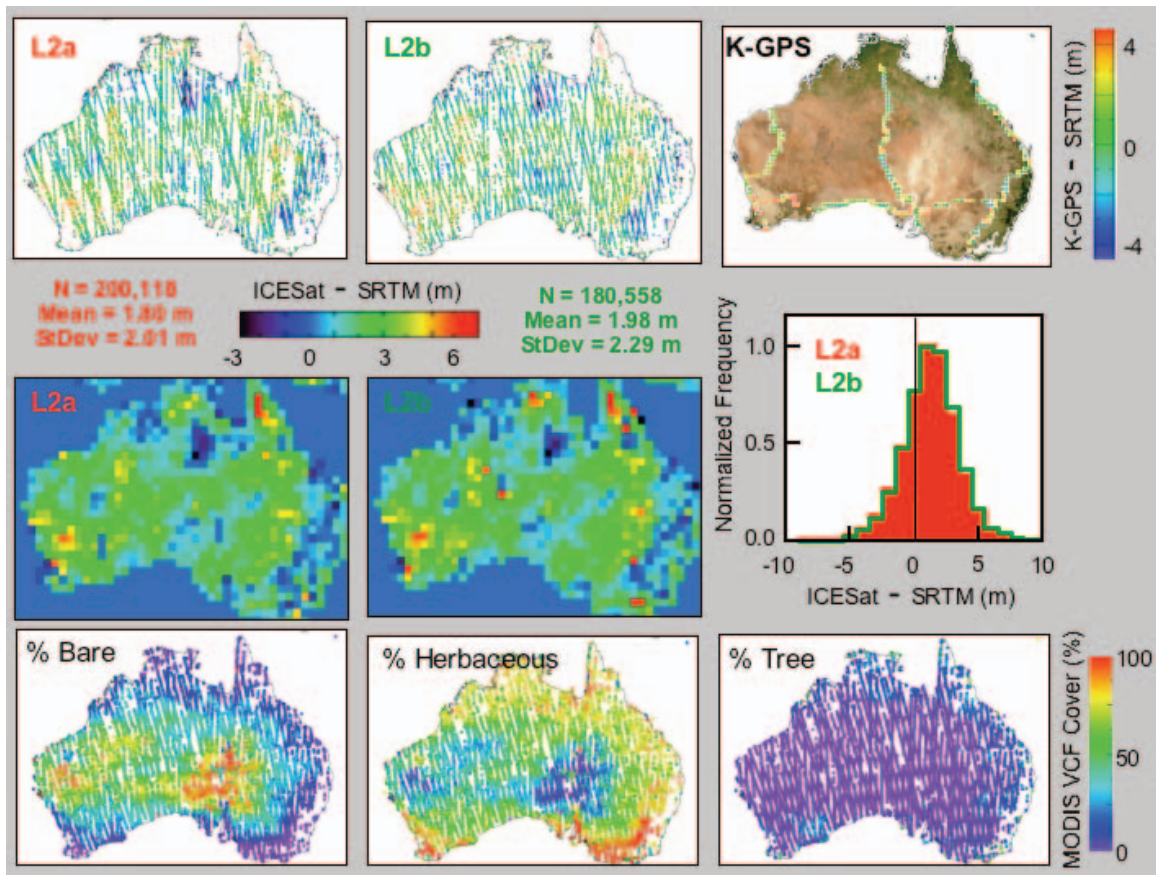 L2a
L2b
K-GPS
4
0
-4
K-GPS - SRTM (m)
N = 200,118
Mean = 1.80 m
StDev = 2.01 m
ICESat - SRTM (m)
-3 0 3 6
N = 180,558
Mean = 1.98 m
StDev = 2.29 m
L2a
L2b
Normalized Frequency
1.0
0.5
0.0
L2a
L2b
-10 -5 0 5 10
ICESat - SRTM (m)
% Bare
% Herbaceous
% Tree
MODIS VCF Cover (%)
100
50
0